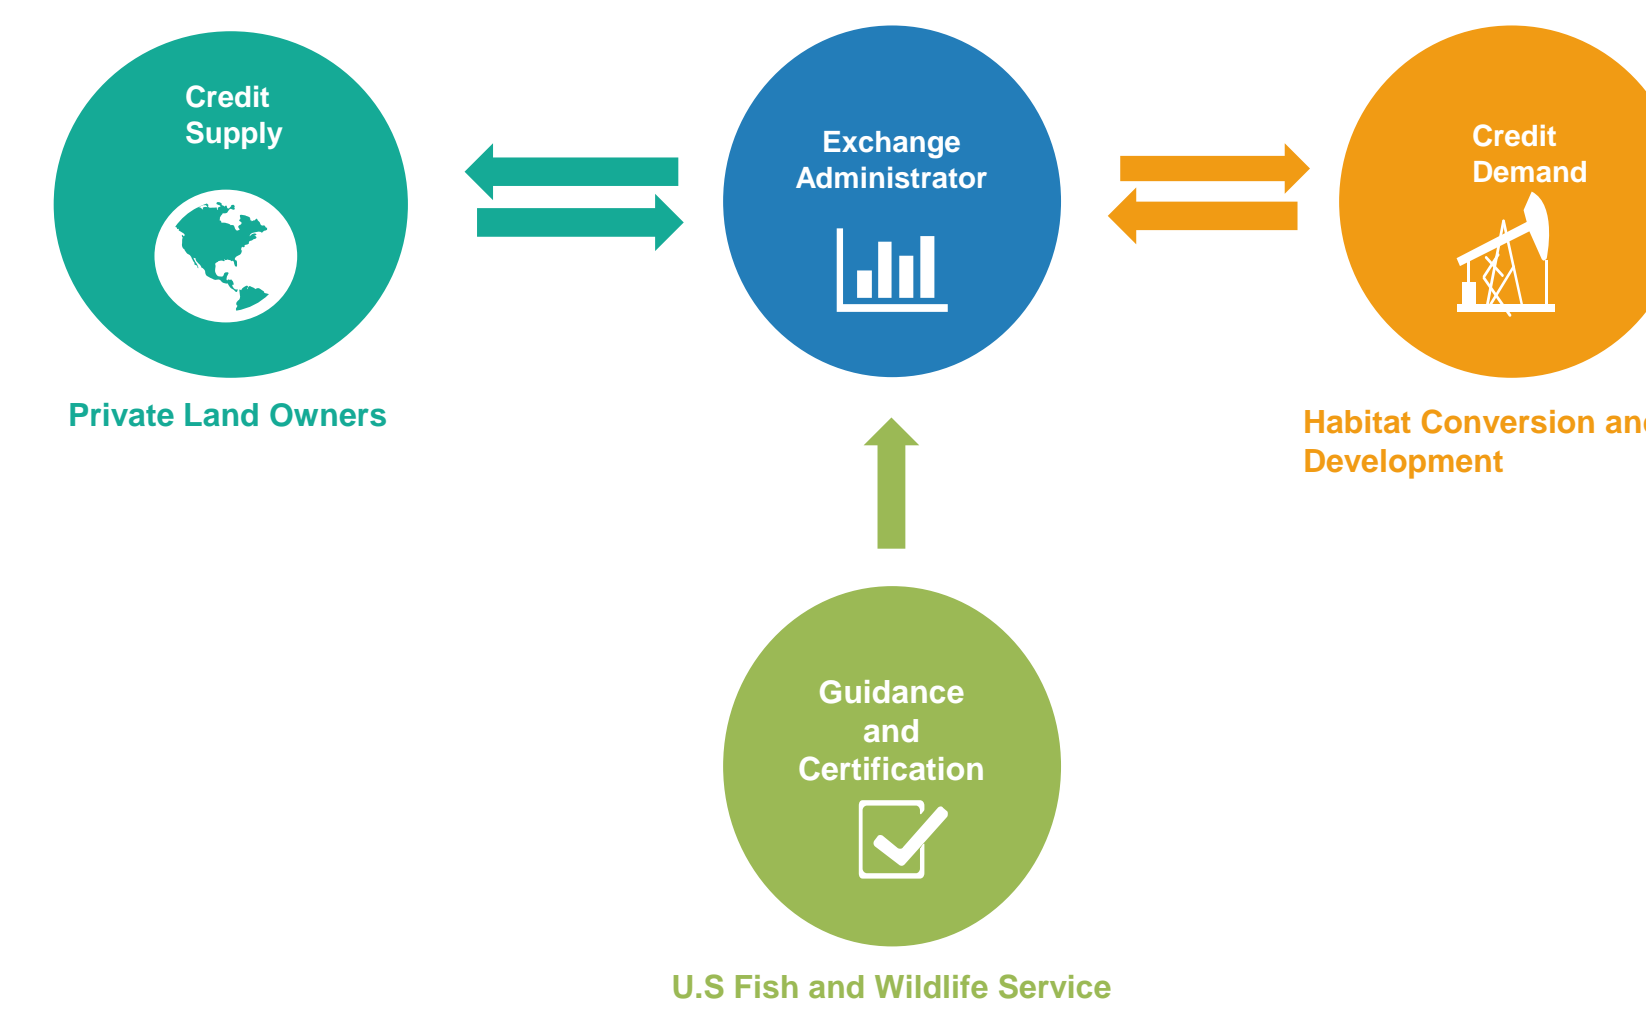 Credit
Supply
Exchange
Administrator
Credit
Demand
Private Land Owners
Habitat Conversion
Development
Guidance
and
Certification
U.S Fish and Wildlife Service